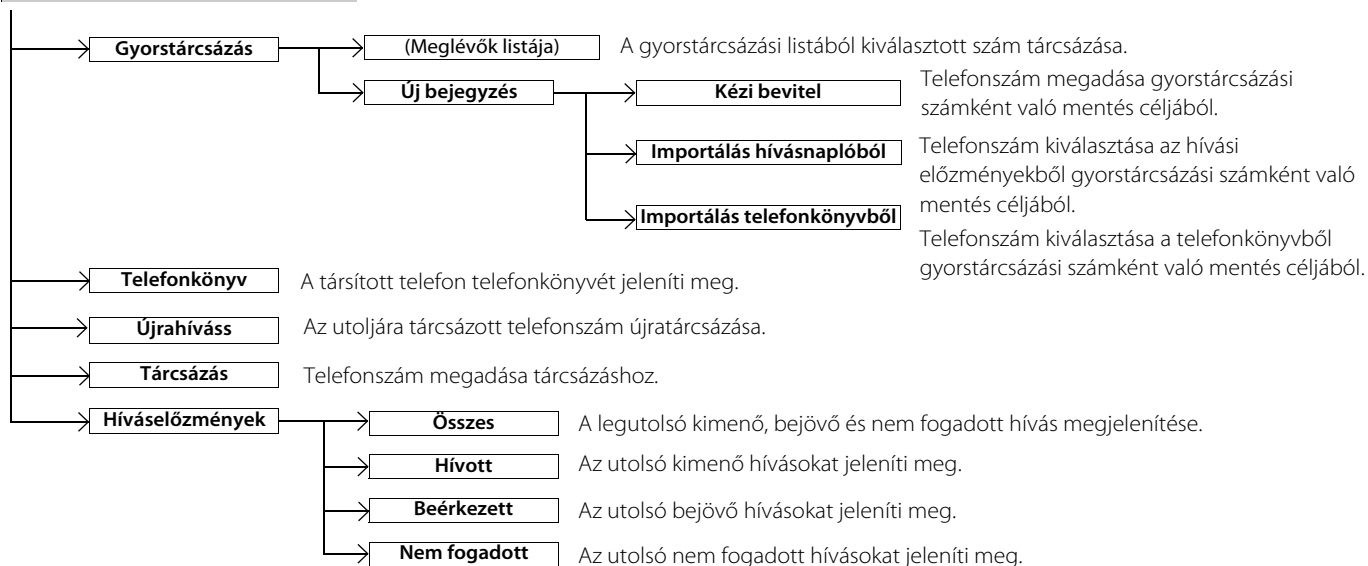 Gyorstárcsázás
(Meglévők listája)
A gyorstárcsázási listából kiválasztott szám tárcsázása.
Új bejegyzés
Kézi bevitel
Telefonszám megadása gyorstárcsázási
számként való mentés céljából.
Importálás hívásnaplóból
Telefonszám kiválasztása az hívási
előzményekből gyorstárcsázási számként való
mentés céljából.
Importálás telefonkönyvből
Telefonszám kiválasztása a telefonkönyvből
gyorstárcsázási számként való mentés céljából.
Telefonkönyv
A társított telefon telefonkönyvét jeleníti meg.
Újrahíváss
Az utoljára tárcsázott telefonszám újratárcsázása.
Tárcsázás
Telefonszám megadása tárcsázáshoz.
Híváselőzmények
Összes
A legutolsó kimenő, bejövő és nem fogadott hívás megjelenítése.
Hívott
Az utolsó kimenő hívásokat jeleníti meg.
Beérkezett
Az utolsó bejövő hívásokat jeleníti meg.
Nem fogadott
Az utolsó nem fogadott hívásokat jeleníti meg.